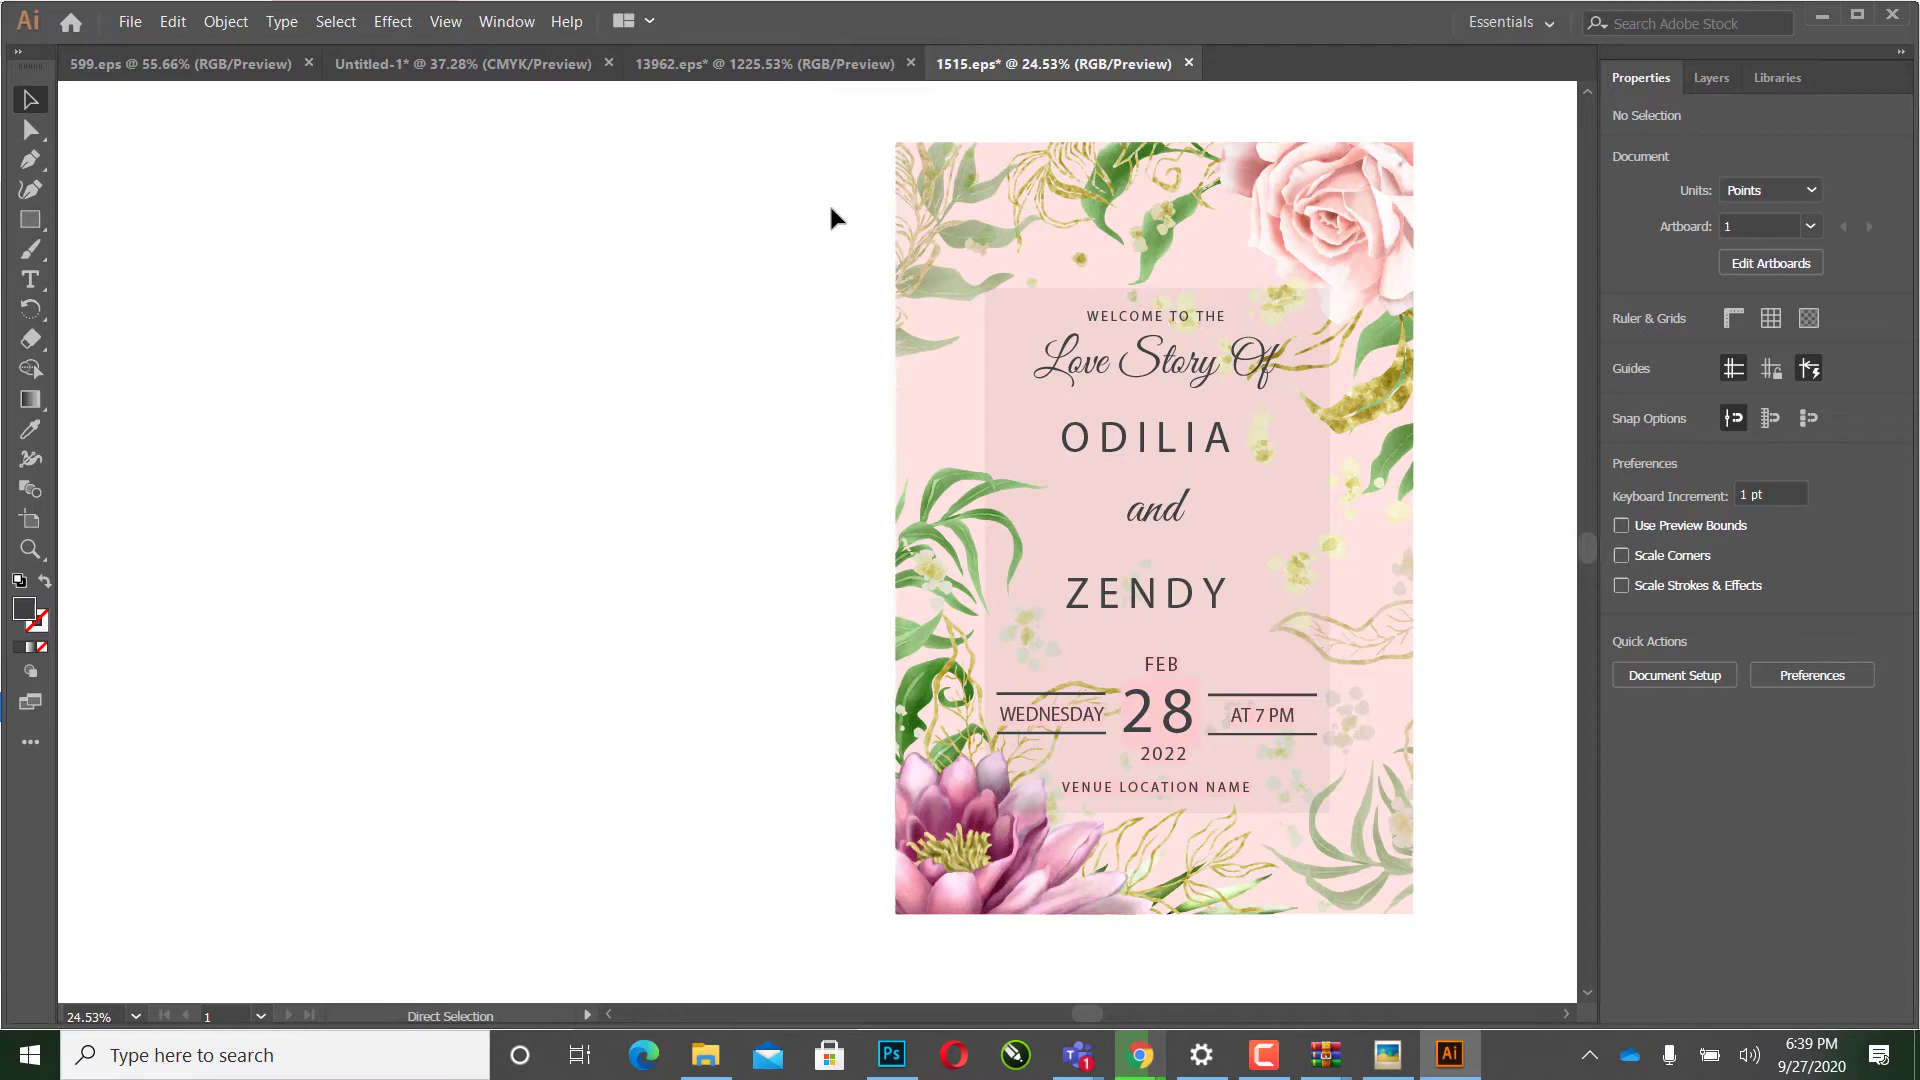 Ai File Edit Object Type Select Effect View Window Help Essentials Search Adobe Stock
599.eps @ 55.66% (RGB/Preview) × Untitled-1* @ 37.28% (CMYK/Preview) × 13962.eps* @ 1225.53% (RGB/Preview) × 1515.eps* @ 24.53% (RGB/Preview) ×
Properties Layers Libraries
No Selection
Document
Units: Points
Artboard: 1
Edit Artboards
Ruler & Grids
Guides
Snap Options
Preferences
Keyboard Increment: 1 pt
Use Preview Bounds
Scale Corners
Scale Strokes & Effects
Quick Actions
Document Setup Preferences
WELCOME TO THE
Love Story Of
ODILIA
and
ZENDY
FEB
WEDNESDAY 28 AT 7 PM
2022
VENUE LOCATION NAME
24.53% 1 Direct Selection
Type here to search
Ps
1
Ai
6:39 PM
9/27/2020